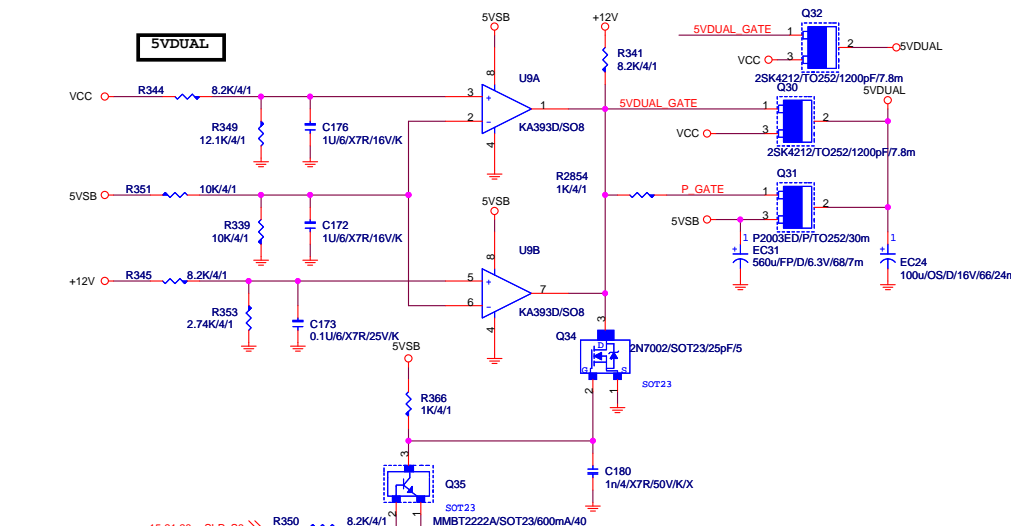 5VDUAL
5VSB
+12V
Q32
5VDUAL_GATE
1
2
3
5VDUAL
VCC
2SK4212/TO252/1200pF/7.8m
R341
8.2K/4/1
U9A
8
VCC
R344
8.2K/4/1
3
+
2
-
1
4
KA393D/SO8
5VDUAL_GATE
Q30
5VDUAL
1
2
VCC
3
2SK4212/TO252/1200pF/7.8m
R349
12.1K/4/1
C176
1U/6/X7R/16V/K
5VSB
R351
10K/4/1
R339
10K/4/1
C172
1U/6/X7R/16V/K
5VSB
R2854
1K/4/1
P_GATE
Q31
1
2
5VSB
3
P2003ED/P/TO252/30m
1
+
EC31
560u/FP/D/6.3V/68/7m
1
+
EC24
100u/OS/D/16V/66/24m
U9B
8
+12V
R345
8.2K/4/1
5
+
6
-
7
4
KA393D/SO8
R353
2.74K/4/1
C173
0.1U/6/X7R/25V/K
Q34
3
D
G
S
2N7002/SOT23/25pF/5
SOT23
2
1
5VSB
R366
1K/4/1
C180
1n/4/X7R/50V/K/X
3
Q35
SOT23
R350
8.2K/4/1
2
1
MMBT2222A/SOT23/600mA/40